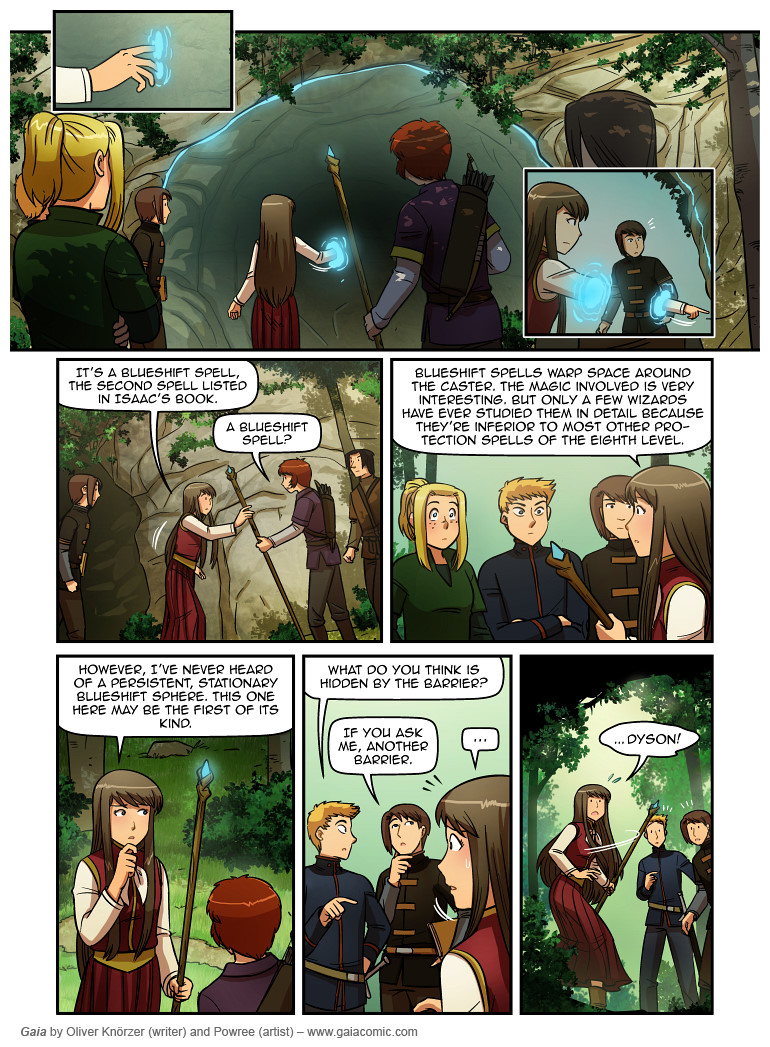 IT'S A BLUESHIFT SPELL,
THE SECOND SPELL LISTED
IN ISAAC'S BOOK.
A BLUESHIFT
SPELL?
BLUESHIFT SPELLS WARP SPACE AROUND
THE CASTER. THE MAGIC INVOLVED IS VERY
INTERESTING. BUT ONLY A FEW WIZARDS
HAVE EVER STUDIED THEM IN DETAIL BECAUSE
THEY'RE INFERIOR TO MOST OTHER PRO-
TECTION SPELLS OF THE EIGHTH LEVEL.
HOWEVER, I'VE NEVER HEARD
OF A PERSISTENT, STATIONARY
BLUESHIFT SPHERE. THIS ONE
HERE MAY BE THE FIRST OF ITS
KIND.
WHAT DO YOU THINK IS
HIDDEN BY THE BARRIER?
IF YOU ASK
ME, ANOTHER
BARRIER.
...
...DYSON!
Gaia by Oliver Knörzer (writer) and Powree (artist) – www.gaiacomic.com